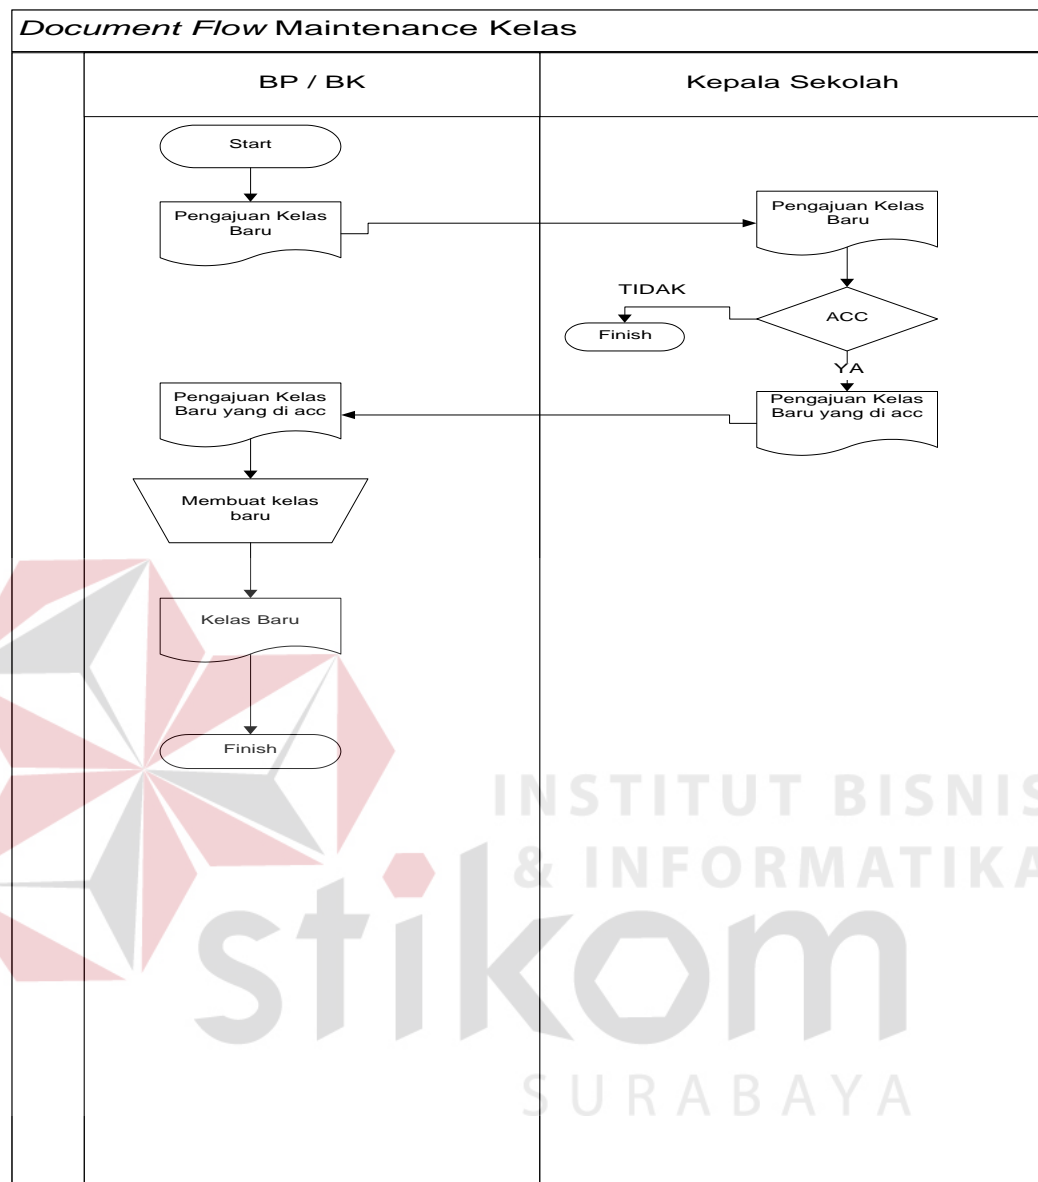 Document Flow Maintenance Kelas
BP / BK
Kepala Sekolah
Start
Pengajuan Kelas
Baru
Pengajuan Kelas
Baru
TIDAK
ACC
Finish
YA
Pengajuan Kelas
Baru yang di acc
Pengajuan Kelas
Baru yang di acc
Membuat kelas
baru
Kelas Baru
Finish
INSTITUT BISNIS
& INFORMATIKA
stikom
SURABAYA